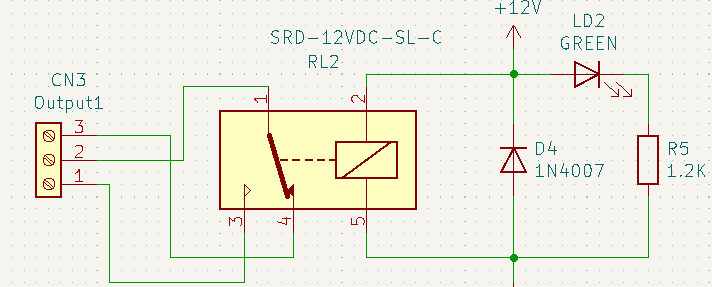 +12V
LD2
GREEN
SRD-12VDC-SL-C
RL2
CN3
Output1
1
2
3
2
1
D4
1N4007
R5
1.2K
3
4
5